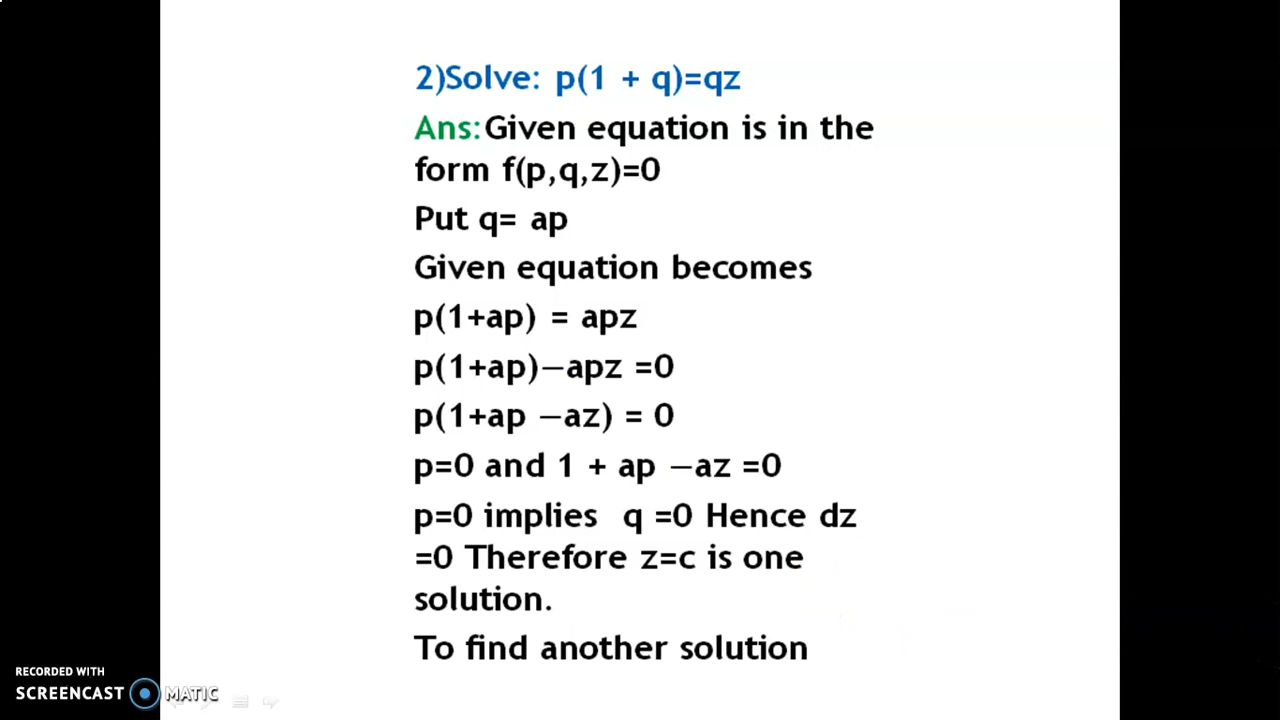 2)Solve: p(1 + q)=qz
Ans:Given equation is in the
form f(p,q,z)=0
Put q= ap
Given equation becomes
p(1+ap) = apz
p(1+ap)−apz =0
p(1+ap −az) = 0
p=0 and 1 + ap −az =0
p=0 implies q =0 Hence dz
=0 Therefore z=c is one
solution.
To find another solution
RECORDED WITH
SCREENCAST MATIC